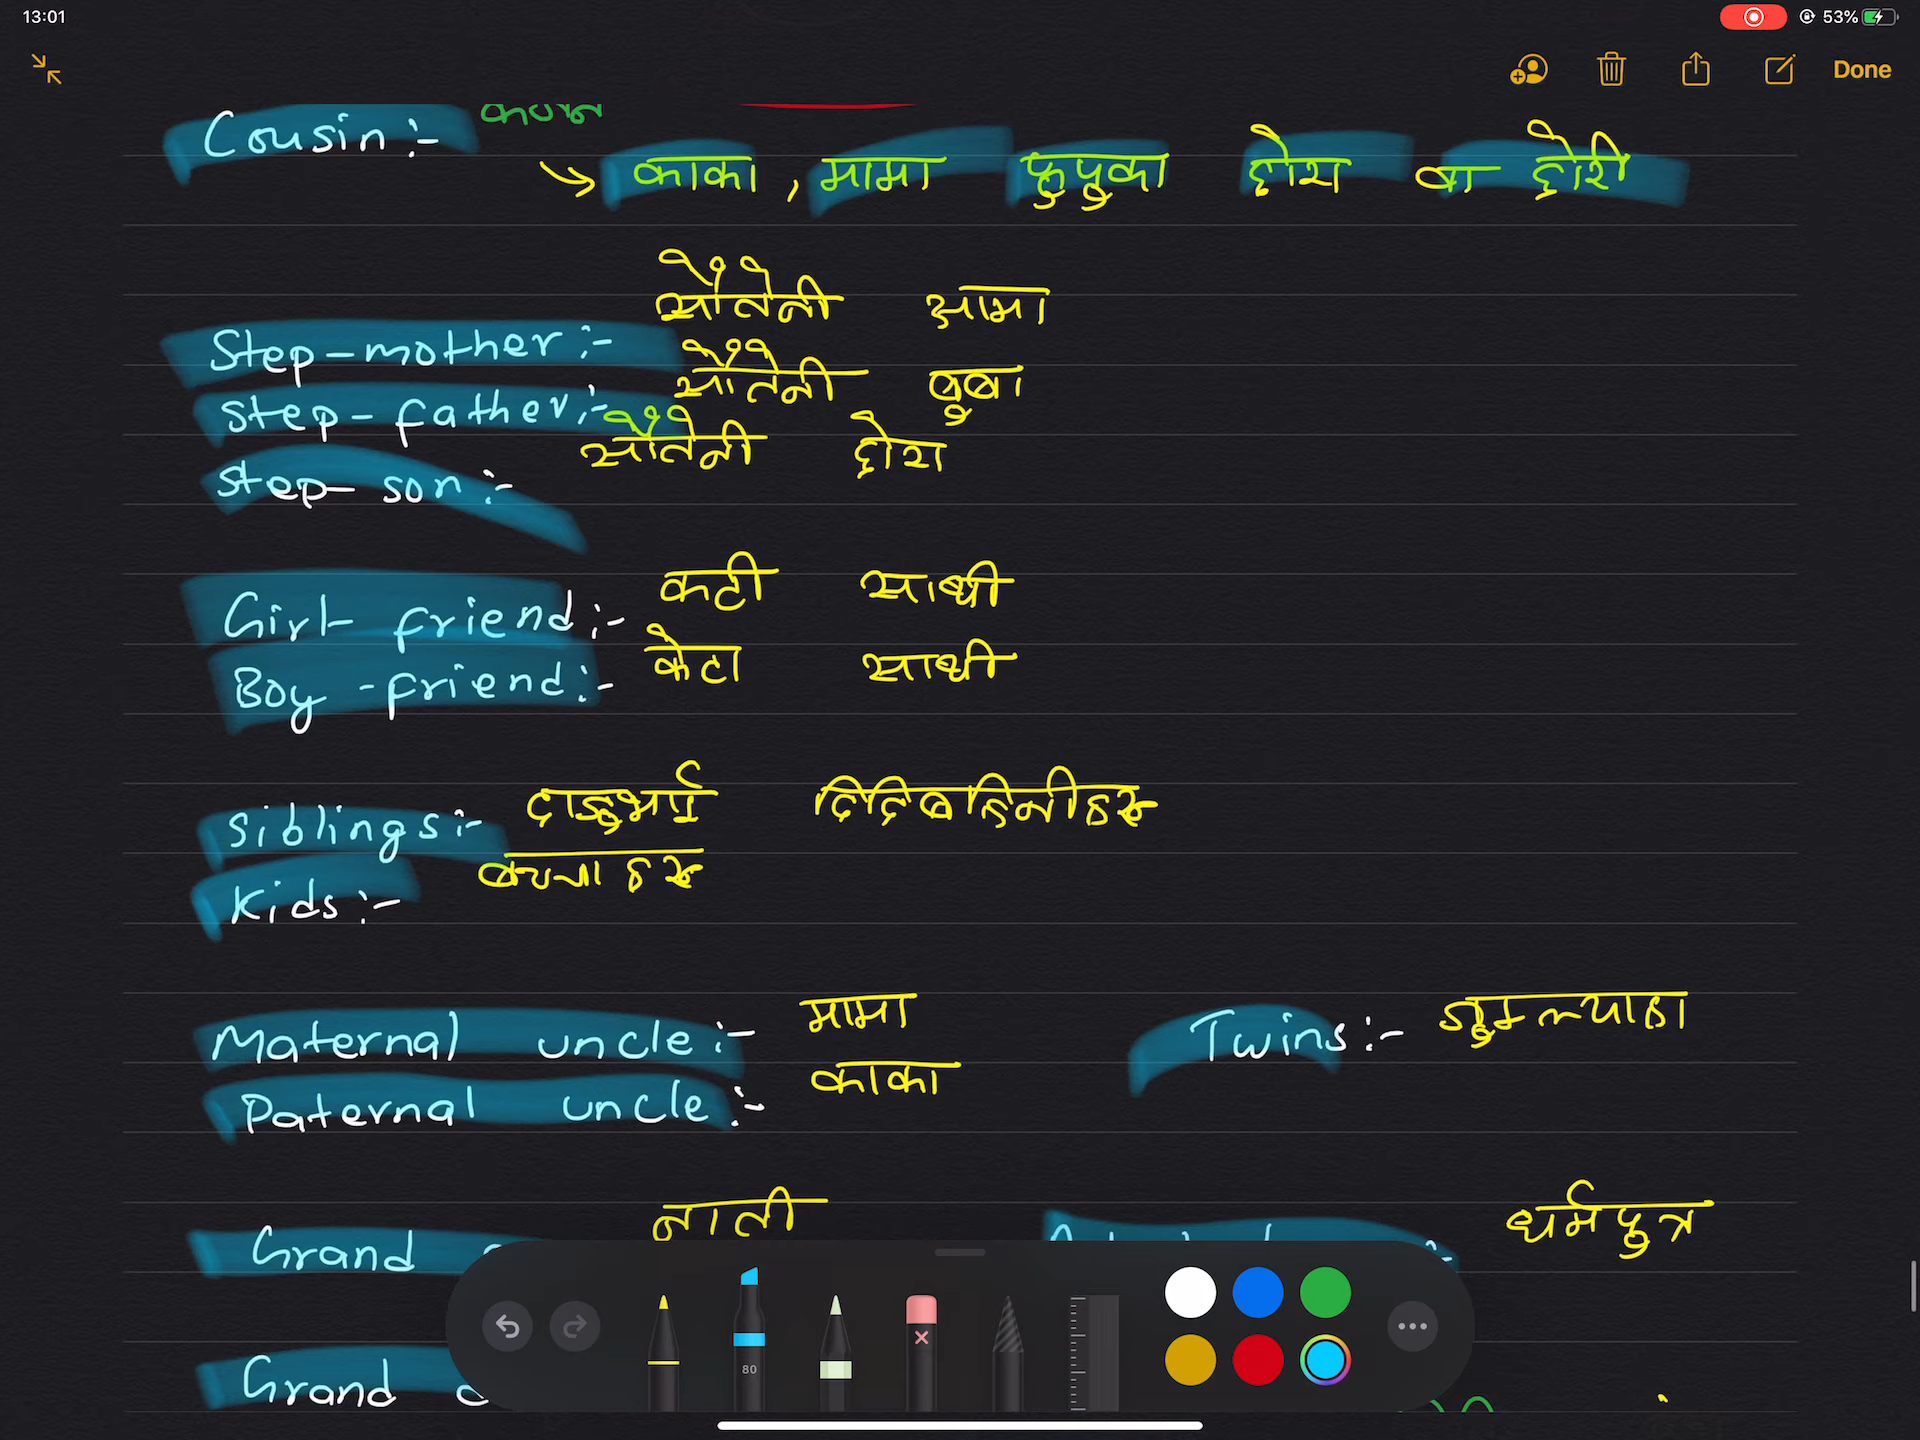 13:01
53%
Done
Cousin :-
→ काका , मामा फुपुका छोरा वा छोरी
सौतेनी आमा
Step-mother :-
सौतेनी बुबा
Step-father :-
सौतेनी छोरा
Step-son :-
कटी साथी
Girl friend :-
केटा साथी
Boy-friend :-
दाजुभाई दिदिबहिनीहरू
Siblings :-
बच्चाहरू
Kids :-
मामा
Maternal uncle :-
जुम्ल्याहा
Twins :-
काका
Paternal uncle :-
नाती
धर्मपुत्र
Grand
80
Grand